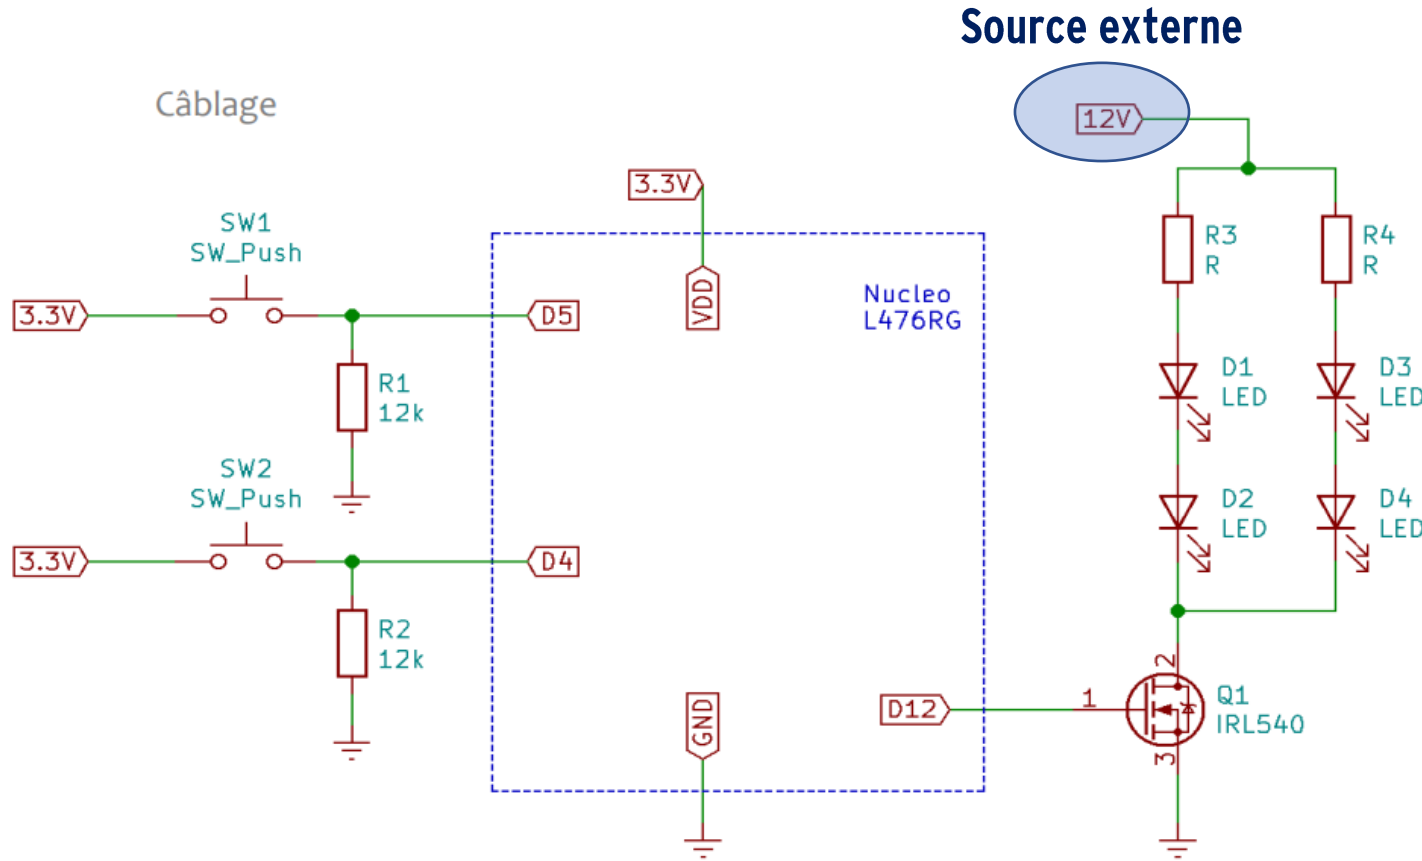 Source externe
Câblage
12V
3.3V
SW1
SW_Push
R3
R
R4
R
3.3V
D5
VDD
Nucleo
L476RG
R1
12k
D1
LED
D3
LED
SW2
SW_Push
D2
LED
D4
LED
3.3V
D4
R2
12k
2
GND
D12
1
Q1
IRL540
3